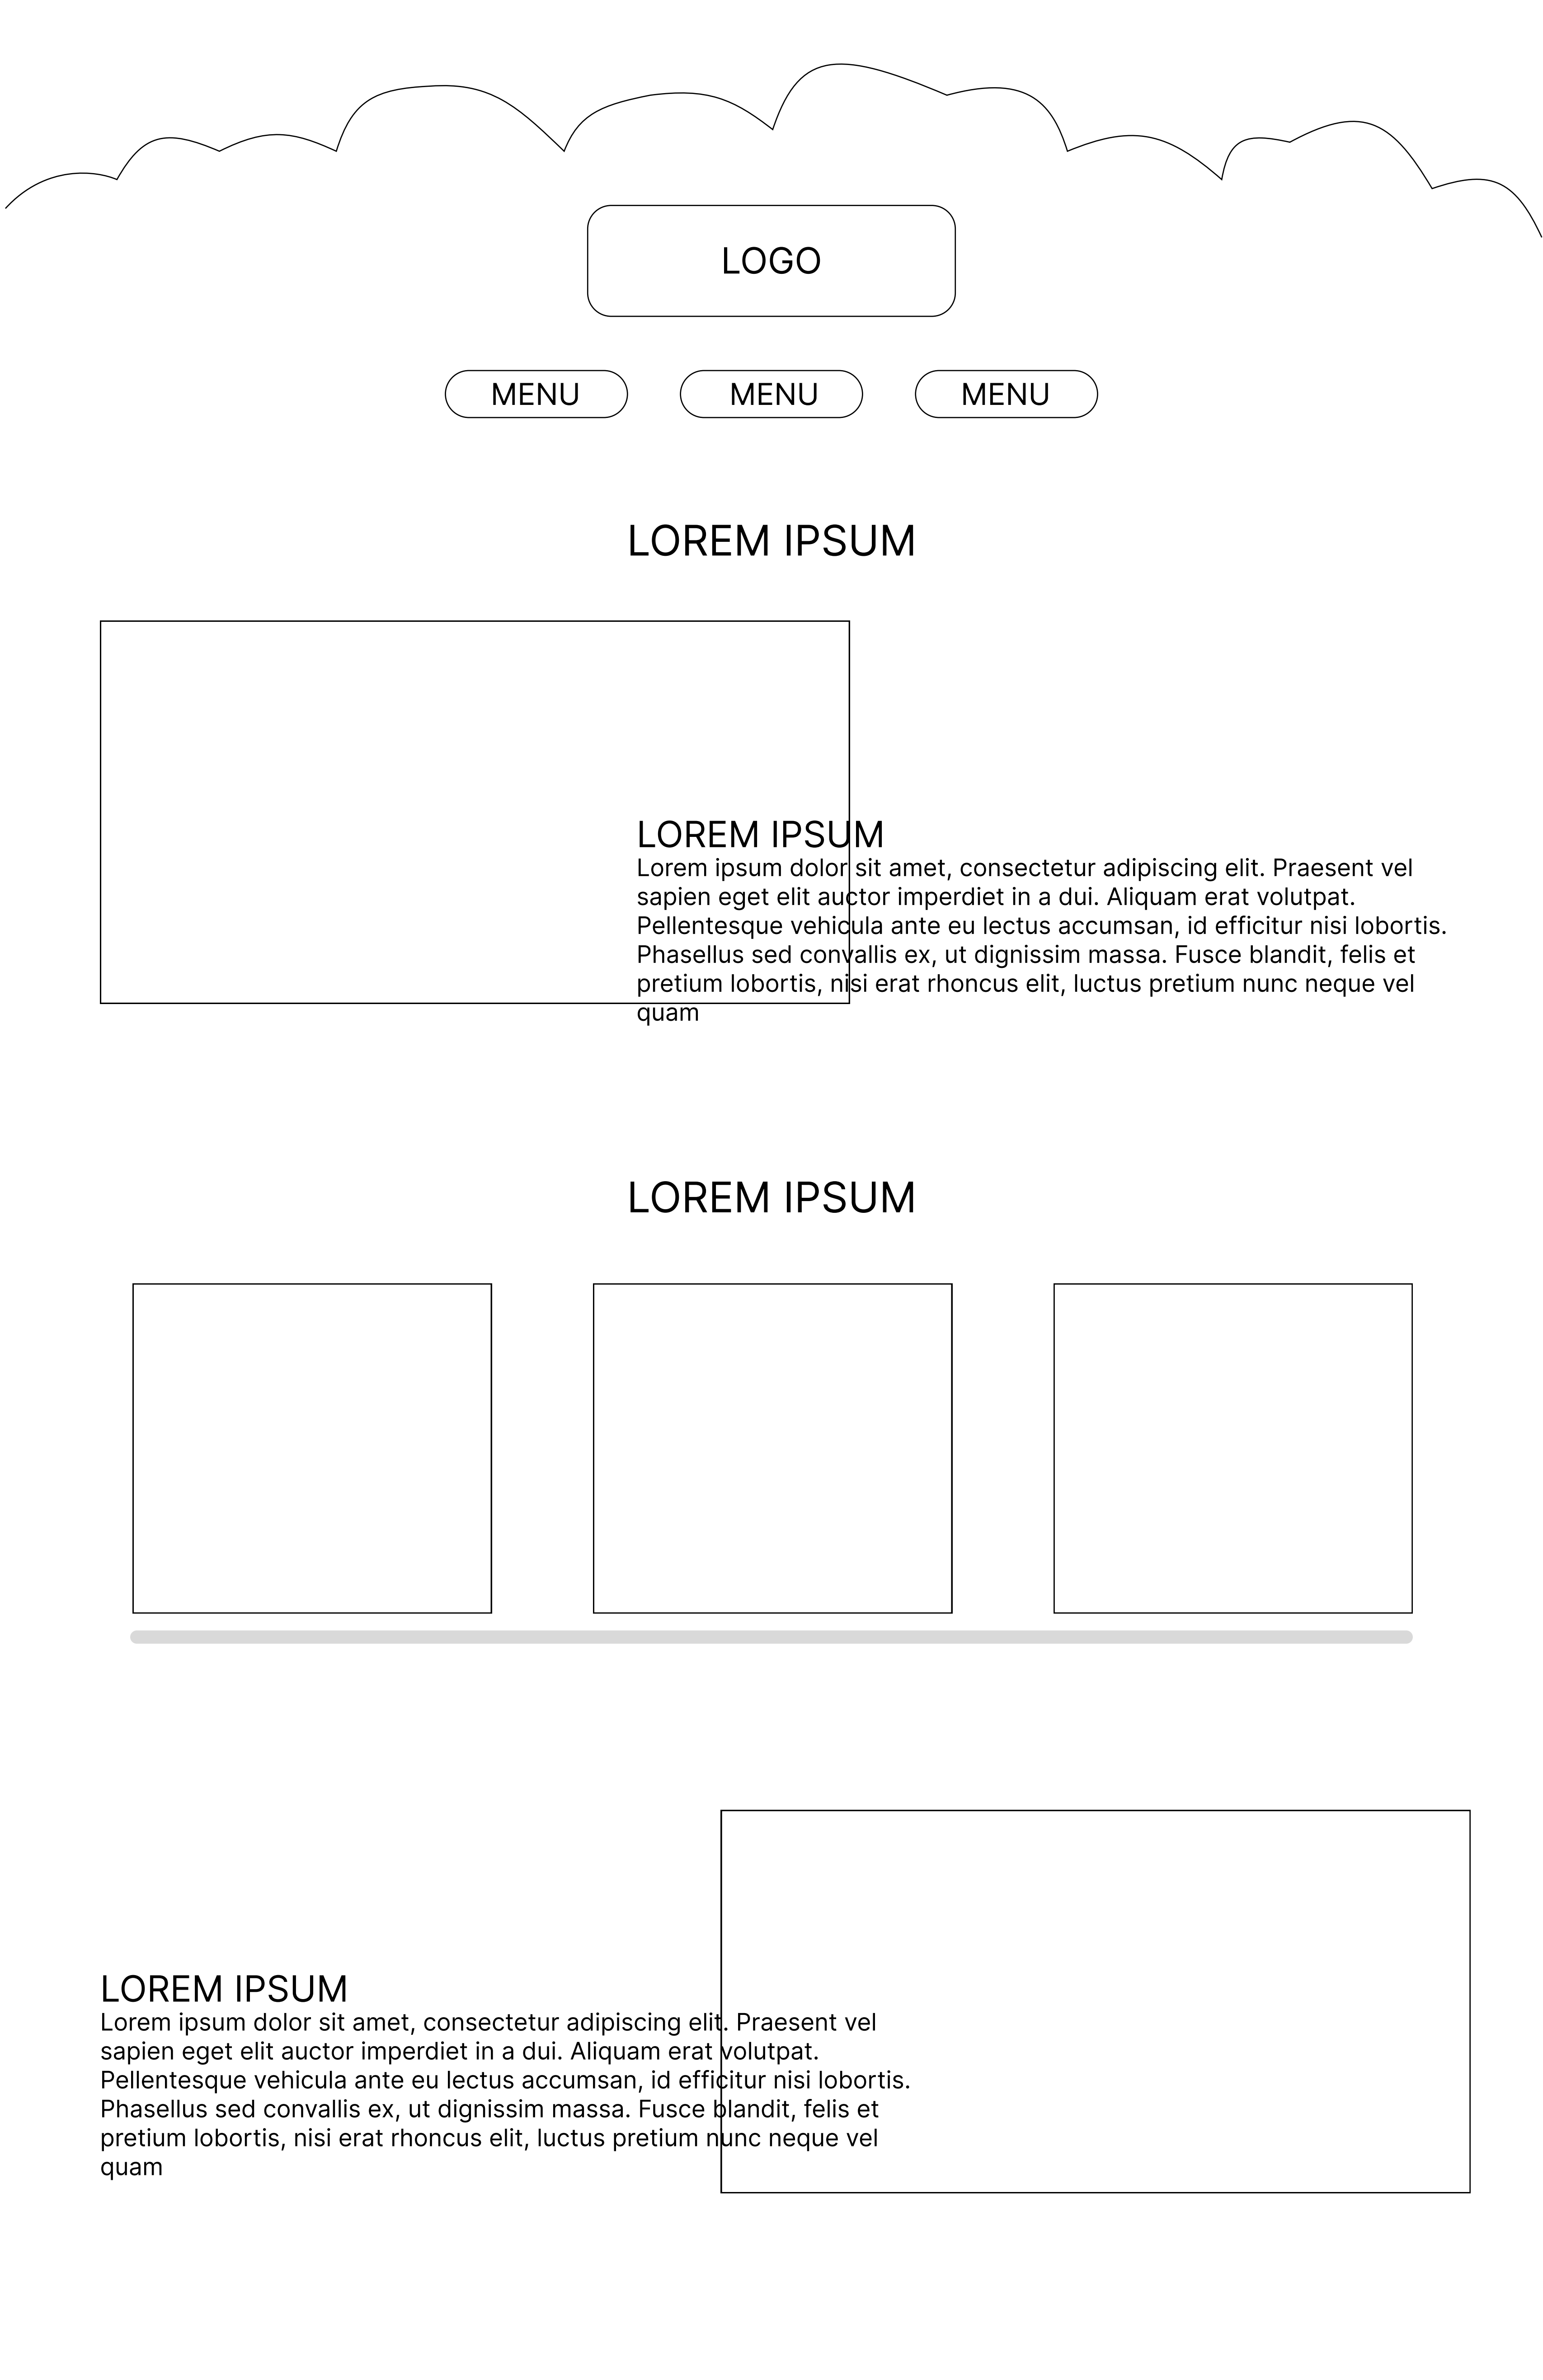 LOGO
MENU MENU MENU
LOREM IPSUM
LOREM IPSUM
Lorem ipsum dolor sit amet, consectetur adipiscing elit. Praesent vel
sapien eget elit auctor imperdiet in a dui. Aliquam erat volutpat.
Pellentesque vehicula ante eu lectus accumsan, id efficitur nisi lobortis.
Phasellus sed convallis ex, ut dignissim massa. Fusce blandit, felis et
pretium lobortis, nisi erat rhoncus elit, luctus pretium nunc neque vel
quam
LOREM IPSUM
LOREM IPSUM
Lorem ipsum dolor sit amet, consectetur adipiscing elit. Praesent vel
sapien eget elit auctor imperdiet in a dui. Aliquam erat volutpat.
Pellentesque vehicula ante eu lectus accumsan, id efficitur nisi lobortis.
Phasellus sed convallis ex, ut dignissim massa. Fusce blandit, felis et
pretium lobortis, nisi erat rhoncus elit, luctus pretium nunc neque vel
quam